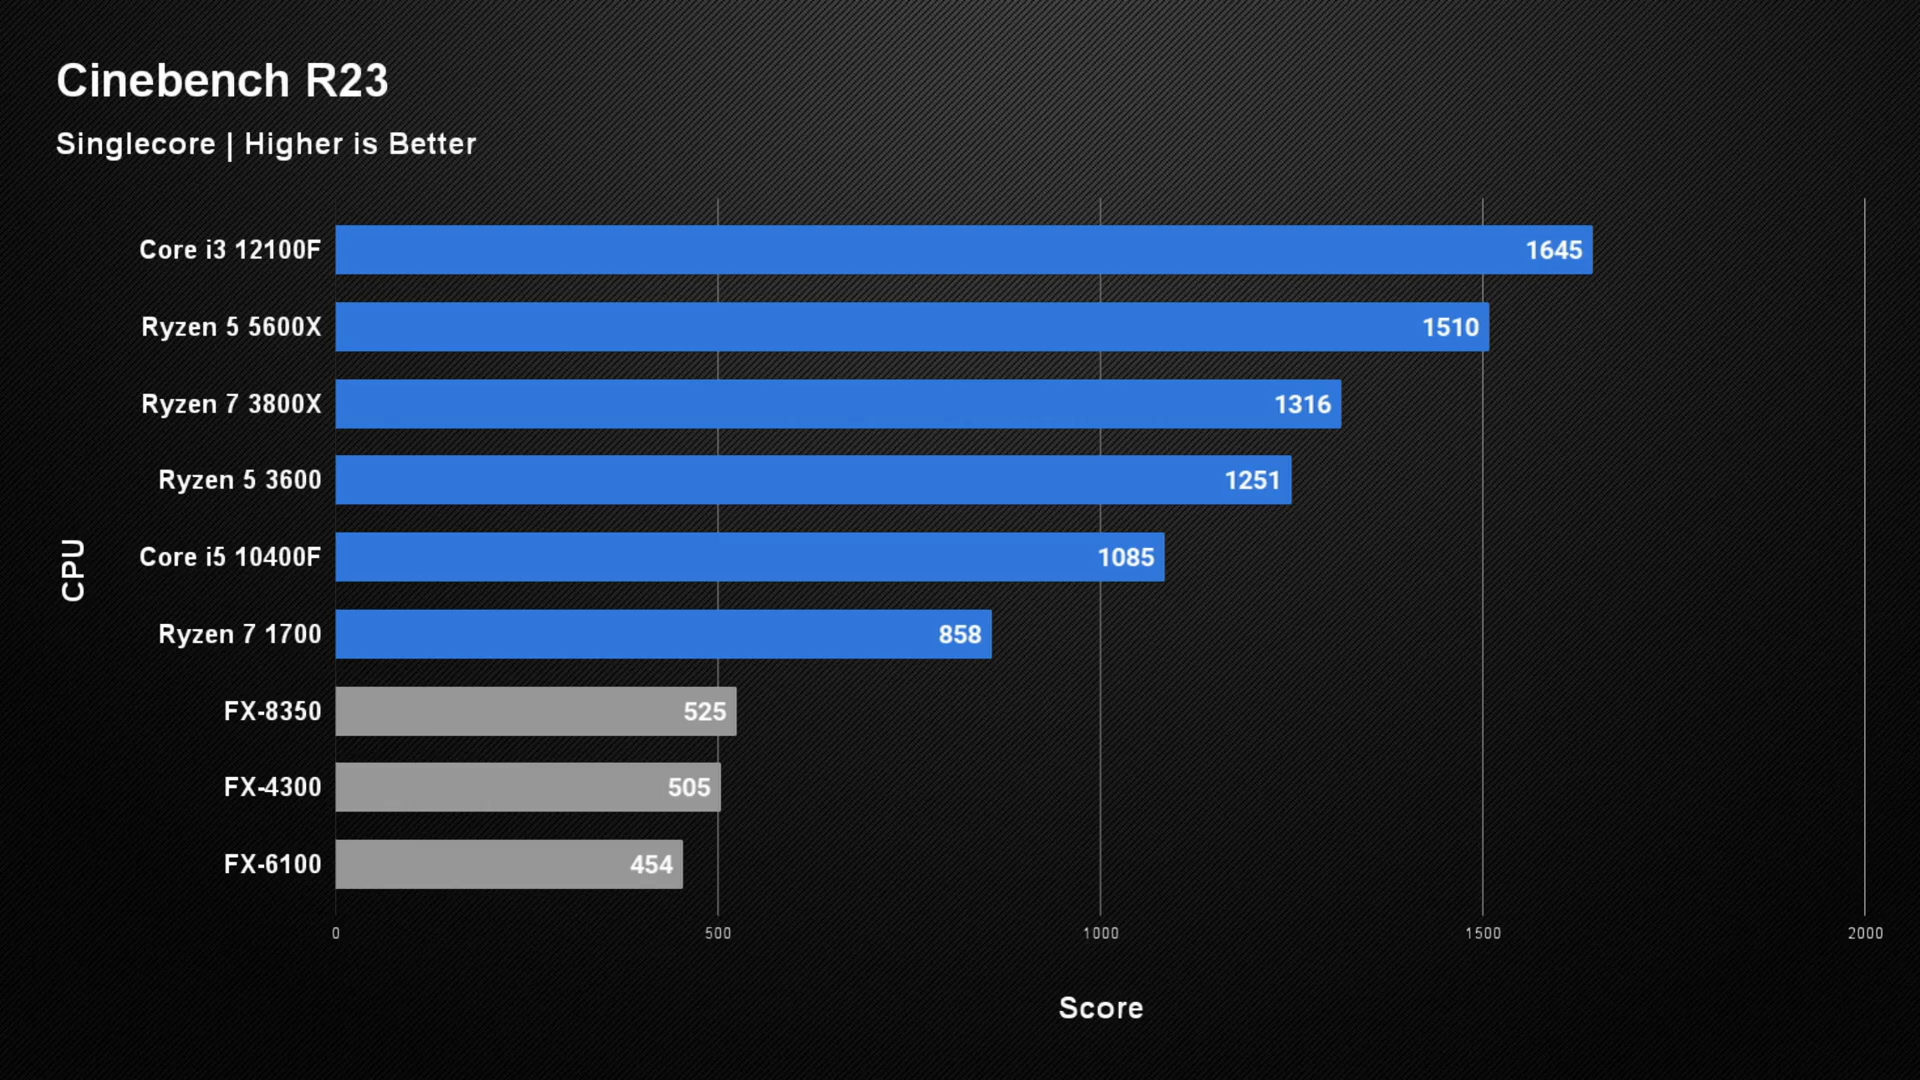 Cinebench R23
Singlecore | Higher is Better
CPU
Core i3 12100F 1645
Ryzen 5 5600X 1510
Ryzen 7 3800X 1316
Ryzen 5 3600 1251
Core i5 10400F 1085
Ryzen 7 1700 858
FX-8350 525
FX-4300 505
FX-6100 454
0 500 1000 1500 2000
Score